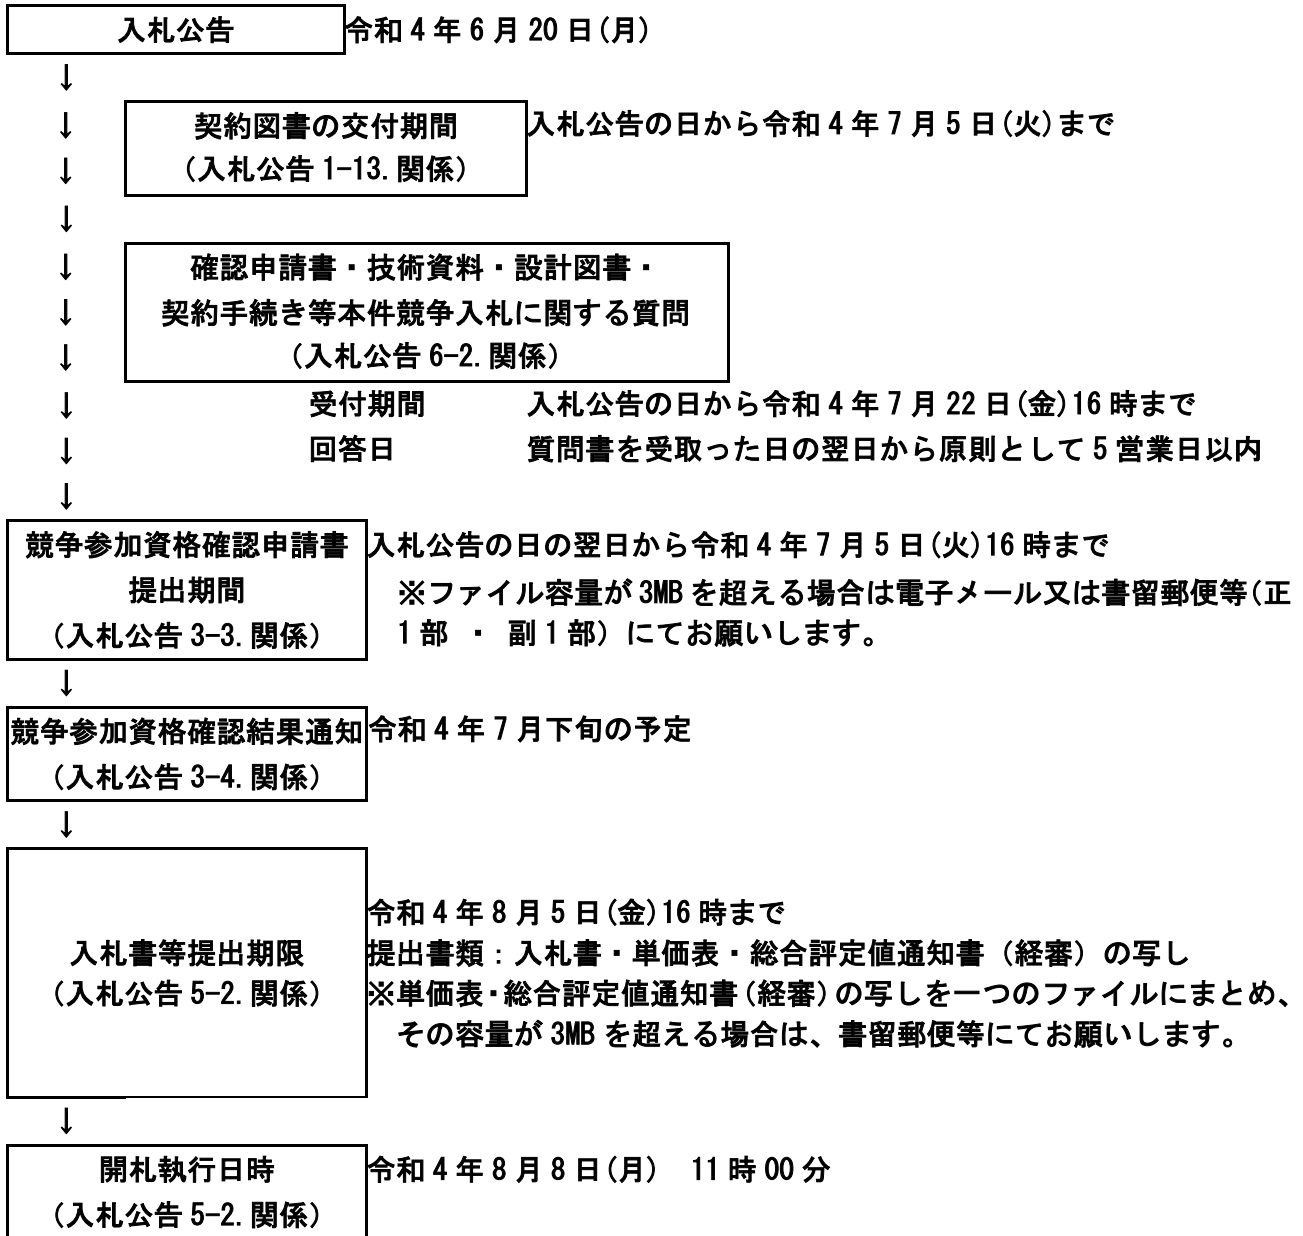 入札公告 令和4年6月20日(月)
↓
↓ 契約図書の交付期間 入札公告の日から令和4年7月5日(火)まで
↓ (入札公告1-13.関係)
↓
↓ 確認申請書・技術資料・設計図書・
↓ 契約手続き等本件競争入札に関する質問
↓ (入札公告6-2.関係)
↓ 受付期間 入札公告の日から令和4年7月22日(金)16時まで
↓ 回答日 質問書を受取った日の翌日から原則として5営業日以内
↓
競争参加資格確認申請書 入札公告の日の翌日から令和4年7月5日(火)16時まで
提出期間 ※ファイル容量が3MBを超える場合は電子メール又は書留郵便等(正
(入札公告3-3.関係) 1部 ・ 副1部)にてお願いします。
↓
競争参加資格確認結果通知 令和4年7月下旬の予定
(入札公告3-4.関係)
↓
令和4年8月5日(金)16時まで
入札書等提出期限 提出書類:入札書・単価表・総合評定値通知書(経審)の写し
(入札公告5-2.関係) ※単価表・総合評定値通知書(経審)の写しを一つのファイルにまとめ、
その容量が3MBを超える場合は、書留郵便等にてお願いします。
↓
開札執行日時 令和4年8月8日(月) 11時00分
(入札公告5-2.関係)